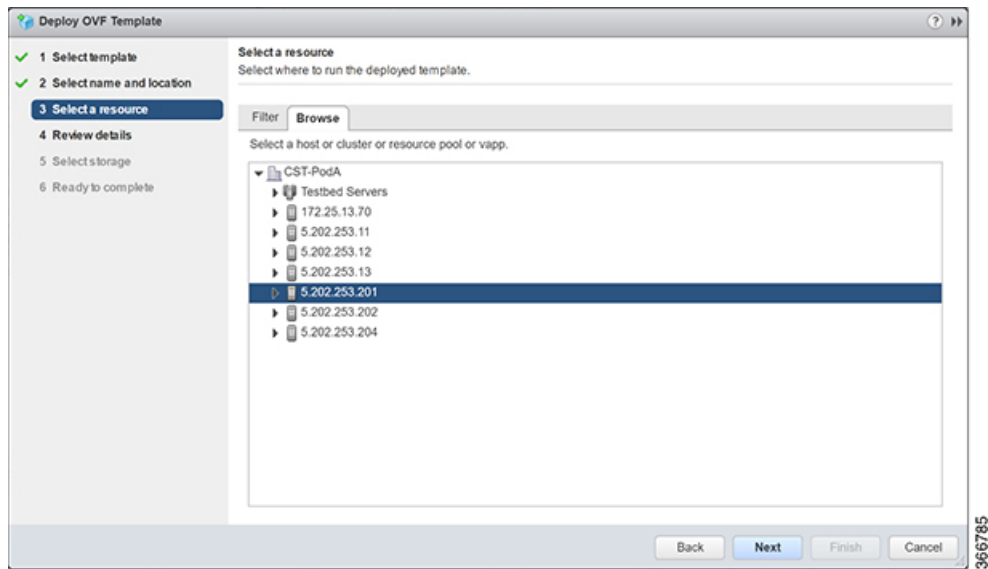 Deploy OVF Template
?
1 Select template
2 Select name and location
3 Select a resource
4 Review details
5 Select storage
6 Ready to complete
Select a resource
Select where to run the deployed template.
Filter Browse
Select a host or cluster or resource pool or vapp.
CST-PodA
Testbed Servers
172.25.13.70
5.202.253.11
5.202.253.12
5.202.253.13
5.202.253.201
5.202.253.202
5.202.253.204
Back Next Finish Cancel
366785